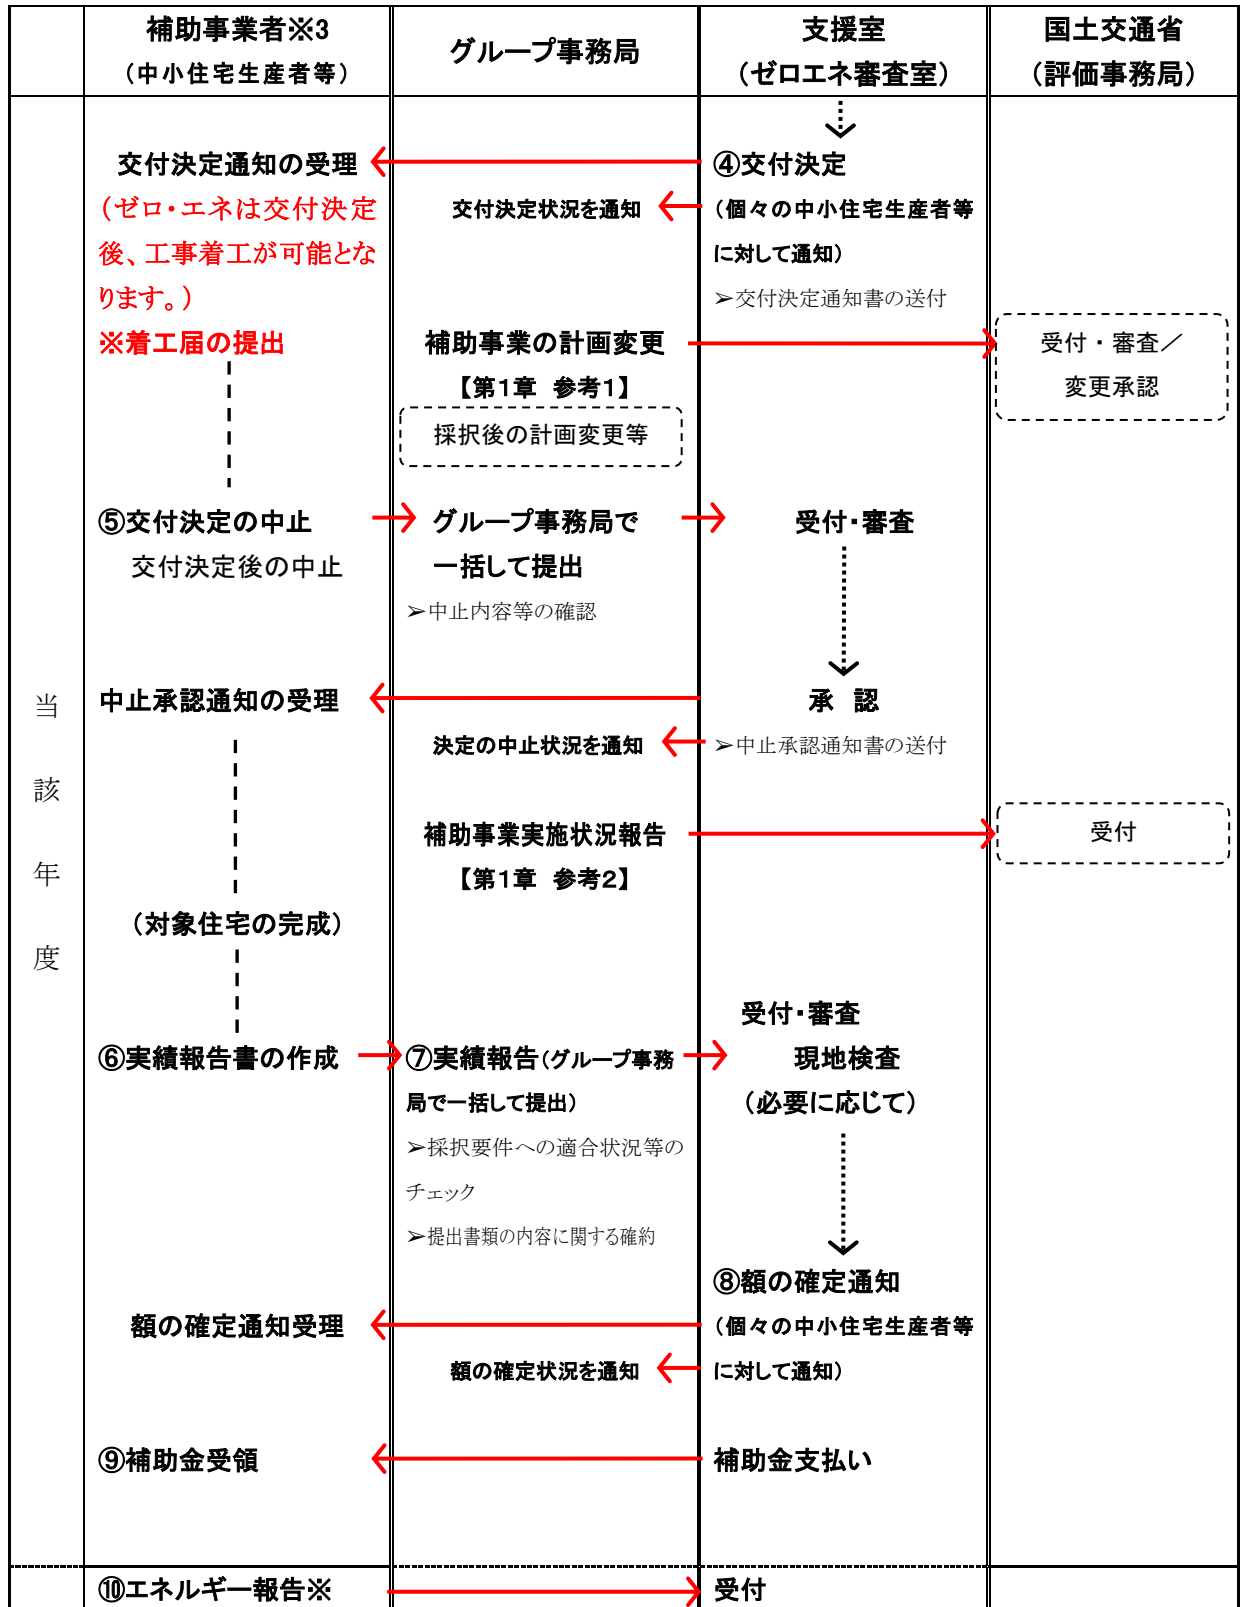 補助事業者※3
（中小住宅生産者等）
グループ事務局
支援室
（ゼロエネ審査室）
国土交通省
（評価事務局）
当
該
年
度
交付決定通知の受理
④交付決定
（ゼロ・エネは交付決定
交付決定状況を通知
（個々の中小住宅生産者等
後、工事着工が可能とな
に対して通知）
ります。）
➢交付決定通知書の送付
※着工届の提出
補助事業の計画変更
受付・審査／
【第1章　参考1】
変更承認
採択後の計画変更等
⑤交付決定の中止
グループ事務局で
受付・審査
交付決定後の中止
一括して提出
➢中止内容等の確認
中止承認通知の受理
承　認
決定の中止状況を通知
➢中止承認通知書の送付
補助事業実施状況報告
受付
【第1章　参考2】
（対象住宅の完成）
受付・審査
⑥実績報告書の作成
⑦実績報告（グループ事務
現地検査
局で一括して提出）
（必要に応じて）
➢採択要件への適合状況等の
チェック
➢提出書類の内容に関する確約
⑧額の確定通知
額の確定通知受理
（個々の中小住宅生産者等
額の確定状況を通知
に対して通知）
⑨補助金受領
補助金支払い
⑩エネルギー報告※
受付